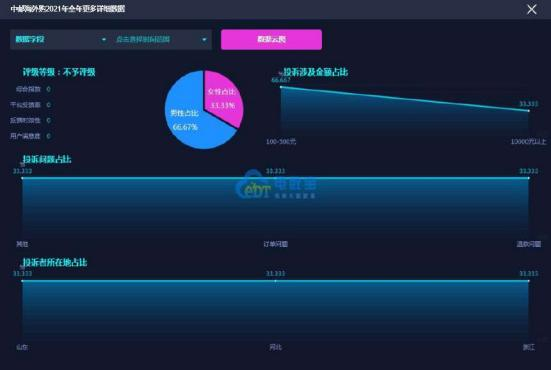 中邮海外购2021年全年更多详细数据
数据字段
点击选择时间范围
数据云图
评级等级：不予评级
综合指数 0
平台反馈率 0
反馈时效性 0
用户满意度 0
女性占比
33.33%
男性占比
66.67%
投诉涉及金额占比
%
66.667
33.333
100-500元
10000元以上
投诉问题占比
%
33.333
33.333
33.333
其他
订单问题
退款问题
电数宝
投诉者所在地占比
%
33.333
33.333
33.333
山东
河北
浙江